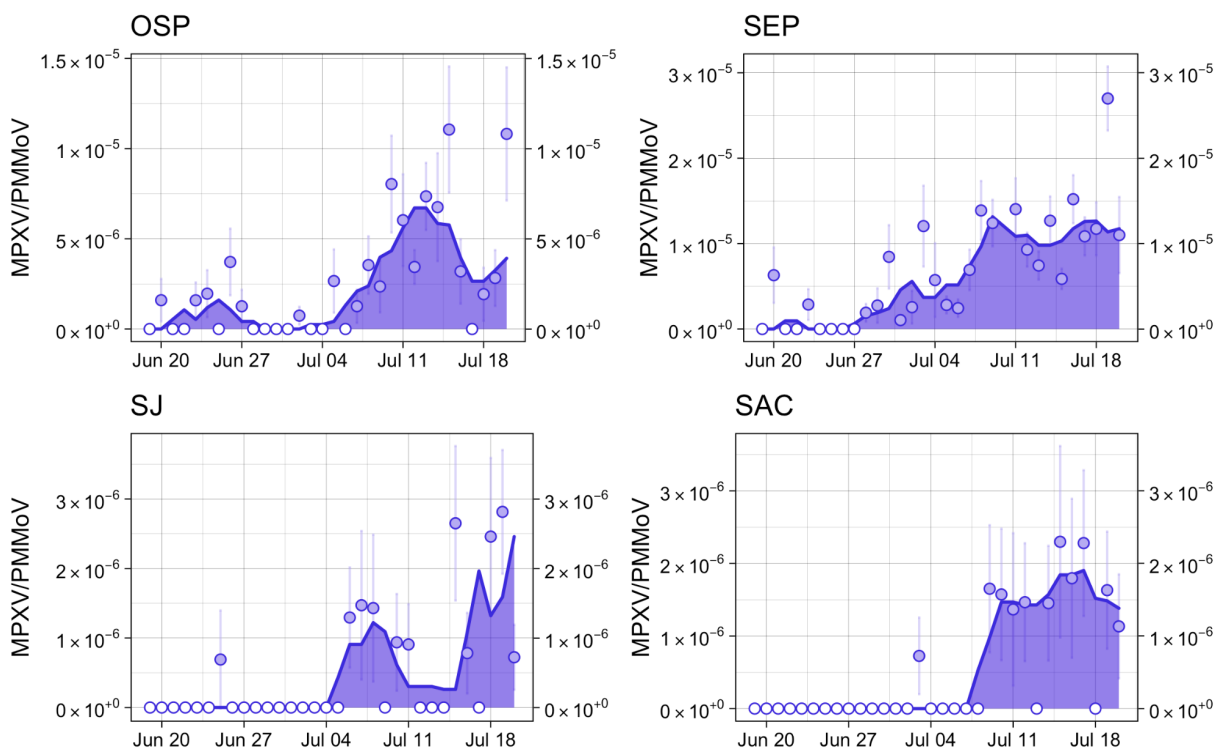 OSP
SEP
MPXV/PMMoV
1.5 × 10⁻⁵
1 × 10⁻⁵
5 × 10⁻⁶
0 × 10⁺⁰
1.5 × 10⁻⁵
1 × 10⁻⁵
5 × 10⁻⁶
0 × 10⁺⁰
Jun 20 Jun 27 Jul 04 Jul 11 Jul 18
MPXV/PMMoV
3 × 10⁻⁵
2 × 10⁻⁵
1 × 10⁻⁵
0 × 10⁺⁰
3 × 10⁻⁵
2 × 10⁻⁵
1 × 10⁻⁵
0 × 10⁺⁰
Jun 20 Jun 27 Jul 04 Jul 11 Jul 18
SJ
SAC
MPXV/PMMoV
3 × 10⁻⁶
2 × 10⁻⁶
1 × 10⁻⁶
0 × 10⁺⁰
3 × 10⁻⁶
2 × 10⁻⁶
1 × 10⁻⁶
0 × 10⁺⁰
Jun 20 Jun 27 Jul 04 Jul 11 Jul 18
MPXV/PMMoV
3 × 10⁻⁶
2 × 10⁻⁶
1 × 10⁻⁶
0 × 10⁺⁰
3 × 10⁻⁶
2 × 10⁻⁶
1 × 10⁻⁶
0 × 10⁺⁰
Jun 20 Jun 27 Jul 04 Jul 11 Jul 18